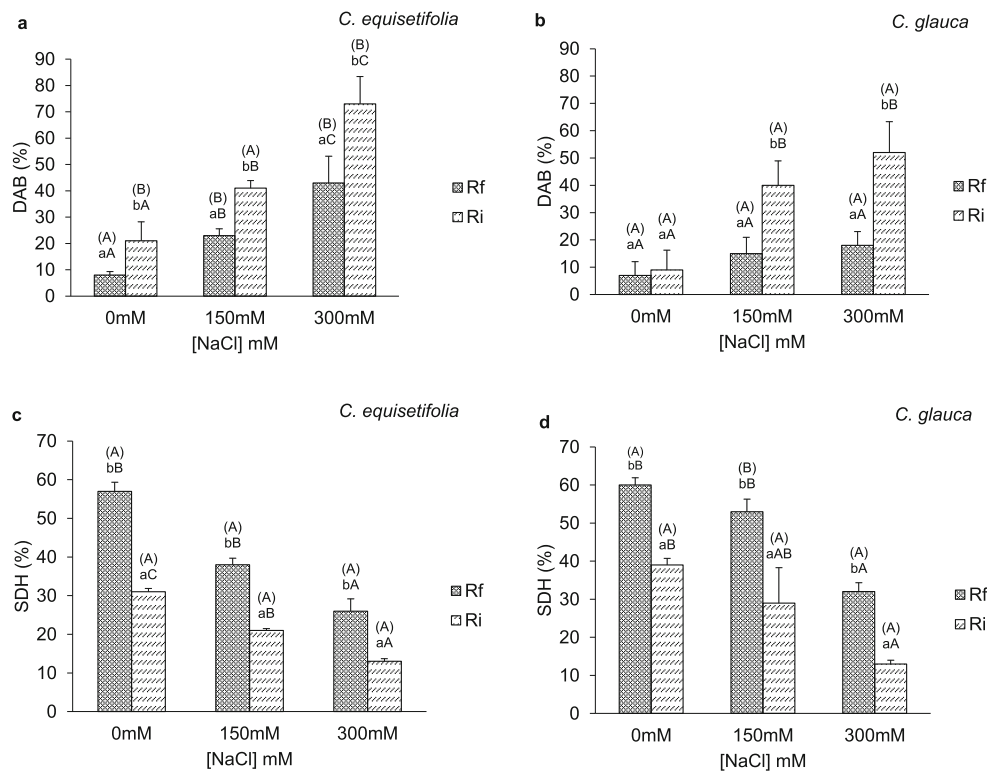 a
C. equisetifolia
DAB (%)
90
80
70
60
50
40
30
20
10
0
(A)
aA
(B)
bA
(B)
aB
(A)
bB
(B)
aC
(B)
bC
0mM 150mM 300mM
[NaCl] mM
Rf
Ri
b
C. glauca
DAB (%)
90
80
70
60
50
40
30
20
10
0
(A)
aA
(A)
aA
(A)
aA
(A)
bB
(A)
aA
(A)
bB
0mM 150mM 300mM
[NaCl] mM
Rf
Ri
c
C. equisetifolia
SDH (%)
70
60
50
40
30
20
10
0
(A)
bB
(A)
aC
(A)
bB
(A)
aB
(A)
bA
(A)
aA
0mM 150mM 300mM
[NaCl] mM
Rf
Ri
d
C. glauca
SDH (%)
70
60
50
40
30
20
10
0
(A)
bB
(A)
aB
(B)
bB
(A)
aAB
(A)
bA
(A)
aA
0mM 150mM 300mM
[NaCl] mM
Rf
Ri